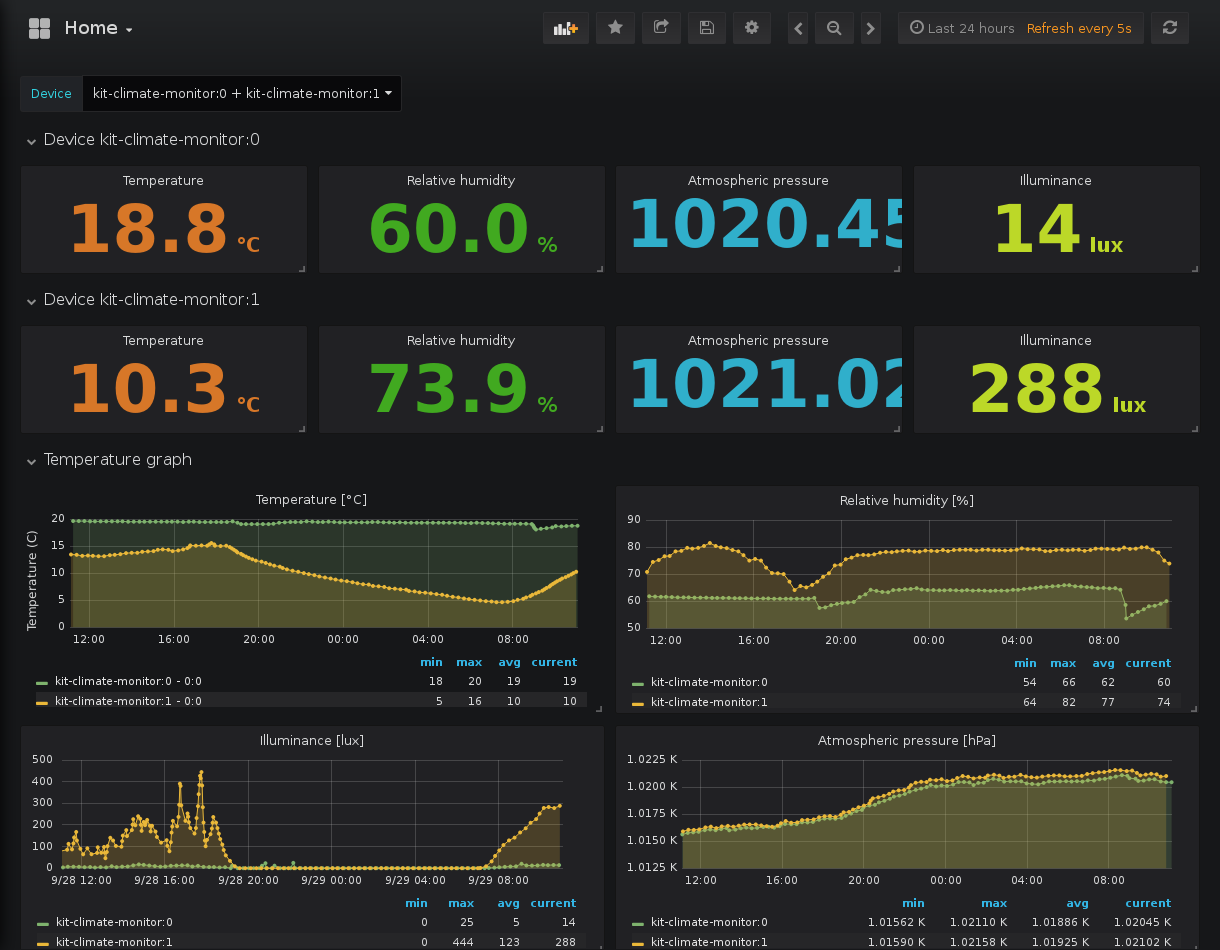 Home
Last 24 hours Refresh every 5s
Device kit-climate-monitor:0 + kit-climate-monitor:1
Device kit-climate-monitor:0
Temperature Relative humidity Atmospheric pressure Illuminance
18.8 °C 60.0 % 1020.45 14 lux
Device kit-climate-monitor:1
Temperature Relative humidity Atmospheric pressure Illuminance
10.3 °C 73.9 % 1021.02 288 lux
Temperature graph
Temperature [°C]
Temperature (C)
20
15
10
5
0
12:00 16:00 20:00 00:00 04:00 08:00
min max avg current
kit-climate-monitor:0 - 0:0 18 20 19 19
kit-climate-monitor:1 - 0:0 5 16 10 10
Relative humidity [%]
90
80
70
60
50
12:00 16:00 20:00 00:00 04:00 08:00
min max avg current
kit-climate-monitor:0 54 66 62 60
kit-climate-monitor:1 64 82 77 74
Illuminance [lux]
500
400
300
200
100
0
9/28 12:00 9/28 16:00 9/28 20:00 9/29 00:00 9/29 04:00 9/29 08:00
min max avg current
kit-climate-monitor:0 0 25 5 14
kit-climate-monitor:1 0 444 123 288
Atmospheric pressure [hPa]
1.0225 K
1.0200 K
1.0175 K
1.0150 K
1.0125 K
12:00 16:00 20:00 00:00 04:00 08:00
min max avg current
kit-climate-monitor:0 1.01562 K 1.02110 K 1.01886 K 1.02045 K
kit-climate-monitor:1 1.01590 K 1.02158 K 1.01925 K 1.02102 K